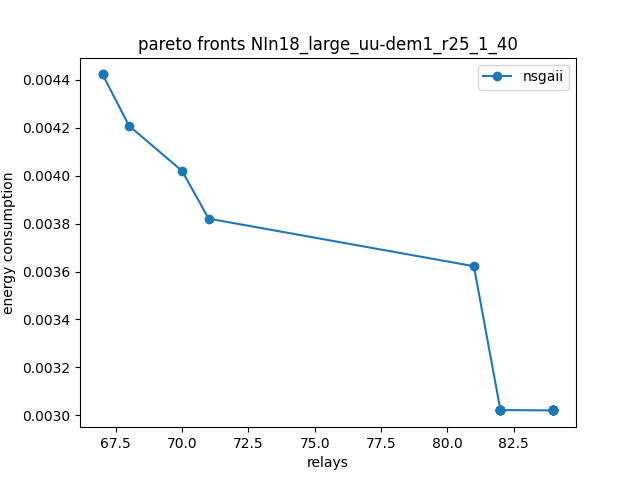 pareto fronts NIn18_large_uu-dem1_r25_1_40
nsgaii
energy consumption
0.0044
0.0042
0.0040
0.0038
0.0036
0.0034
0.0032
0.0030
67.5 70.0 72.5 75.0 77.5 80.0 82.5
relays